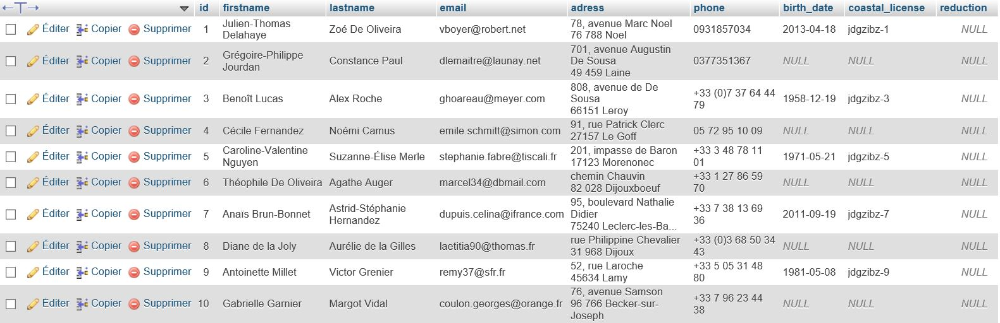 id firstname lastname email adress phone birth_date coastal_license reduction
Éditer Copier Supprimer 1 Julien-Thomas Delahaye Zoé De Oliveira vboyer@robert.net 78, avenue Marc Noel 76 788 Noel 0931857034 2013-04-18 jdgzibz-1 NULL
Éditer Copier Supprimer 2 Grégoire-Philippe Jourdan Constance Paul dlemaitre@launay.net 701, avenue Augustin De Sousa 49 459 Laine 0377351367 NULL NULL NULL
Éditer Copier Supprimer 3 Benoît Lucas Alex Roche ghoareau@meyer.com 808, avenue de De Sousa 66151 Leroy +33 (0)7 37 64 44 79 1958-12-19 jdgzibz-3 NULL
Éditer Copier Supprimer 4 Cécile Fernandez Noémi Camus emile.schmitt@simon.com 91, rue Patrick Clerc 27157 Le Goff 05 72 95 10 09 NULL NULL NULL
Éditer Copier Supprimer 5 Caroline-Valentine Nguyen Suzanne-Élise Merle stephanie.fabre@tiscali.fr 201, impasse de Baron 17123 Morenonec +33 3 48 78 11 01 1971-05-21 jdgzibz-5 NULL
Éditer Copier Supprimer 6 Théophile De Oliveira Agathe Auger marcel34@dbmail.com chemin Chauvin 82 028 Dijouxboeuf +33 1 27 86 59 70 NULL NULL NULL
Éditer Copier Supprimer 7 Anaïs Brun-Bonnet Astrid-Stéphanie Hernandez dupuis.celina@ifrance.com 95, boulevard Nathalie Didier 75240 Leclerc-les-Ba... +33 7 38 13 69 36 2011-09-19 jdgzibz-7 NULL
Éditer Copier Supprimer 8 Diane de la Joly Aurélie de la Gilles laetitia90@thomas.fr rue Philippine Chevalier 31 968 Dijoux +33 (0)3 68 50 34 43 NULL NULL NULL
Éditer Copier Supprimer 9 Antoinette Millet Victor Grenier remy37@sfr.fr 52, rue Laroche 45634 Lamy +33 5 05 31 48 80 1981-05-08 jdgzibz-9 NULL
Éditer Copier Supprimer 10 Gabrielle Garnier Margot Vidal coulon.georges@orange.fr 76, avenue Samson 96 766 Becker-sur-Joseph +33 7 96 23 44 38 NULL NULL NULL